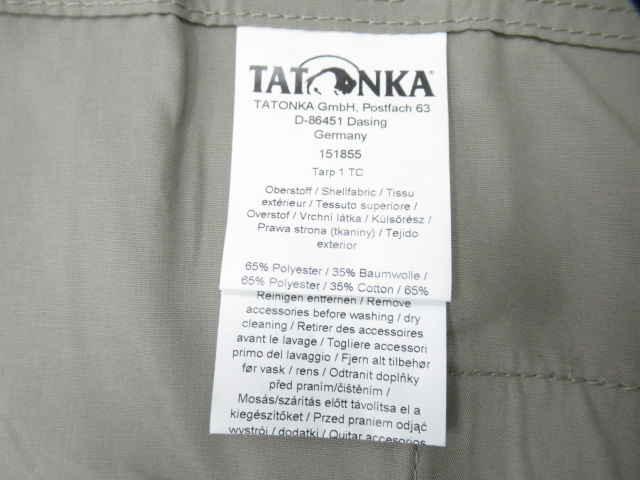 TATONKA
TATONKA GmbH, Postfach 63
D-86451 Dasing
Germany
151855
Tarp 1 TC
Oberstoff / Shellfabric / Tissu
extérieur / Tessuto superiore /
Overstof / Vrchni látka / Külsőrész /
Prawa strona (tkaniny) / Tejido
exterior
65% Polyester / 35% Baumwolle /
65% Polyester / 35% Cotton / 65%
Reinigen entfernen / Remove
accessories before washing / dry
cleaning / Retirer des accessoires
avant le lavage / Togliere accessori
primo del lavaggio / Fjern alt tilbehør
før vask / rens / Odtranit doplňky
před praním/čistěním /
Mosás/szárítás előtt távolitsa el a
kiegészítőket / Przed praniem odjąć
wystrój / dodatki / Quitar accesorios